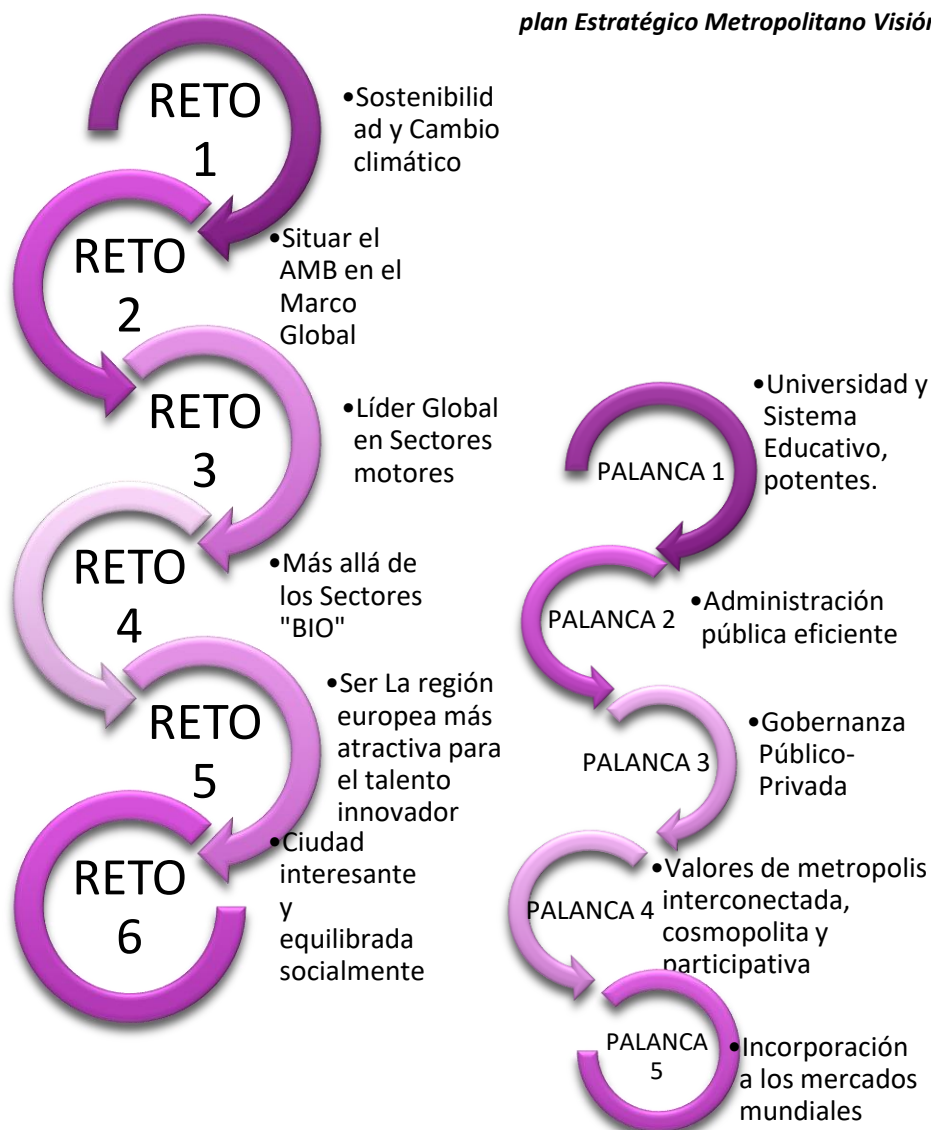 plan Estratégico Metropolitano Visión
RETO
1
•Sostenibilid
ad y Cambio
climático
RETO
2
•Situar el
AMB en el
Marco
Global
RETO
3
•Líder Global
en Sectores
motores
RETO
4
•Más allá de
los Sectores
"BIO"
RETO
5
•Ser La región
europea más
atractiva para
el talento
innovador
RETO
6
•Ciudad
interesante
y
equilibrada
socialmente
PALANCA 1
•Universidad y
Sistema
Educativo,
potentes.
PALANCA 2
•Administración
pública eficiente
PALANCA 3
•Gobernanza
Público-
Privada
PALANCA 4
•Valores de metropolis
interconectada,
cosmopolita y
participativa
PALANCA
5
•Incorporación
a los mercados
mundiales